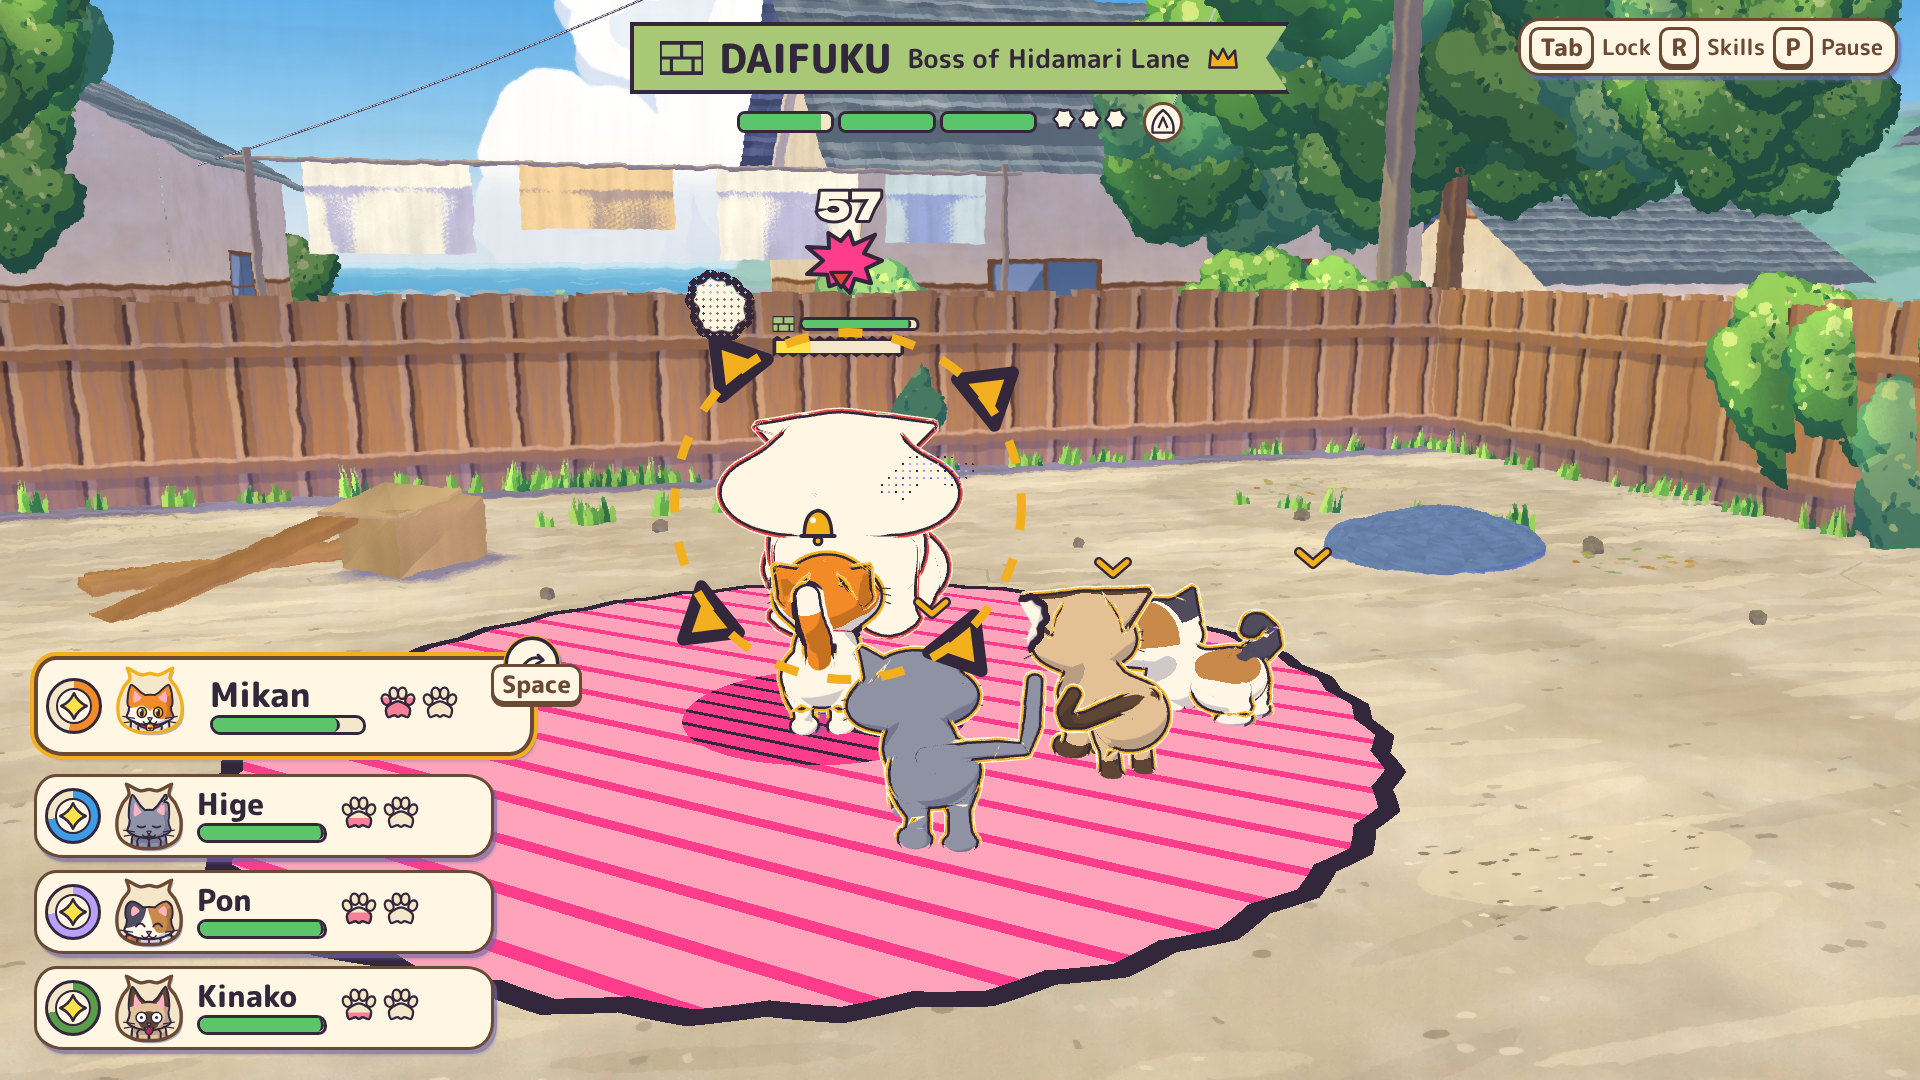 DAIFUKU Boss of Hidamari Lane
Tab Lock R Skills P Pause
57
Mikan
Space
Hige
Pon
Kinako